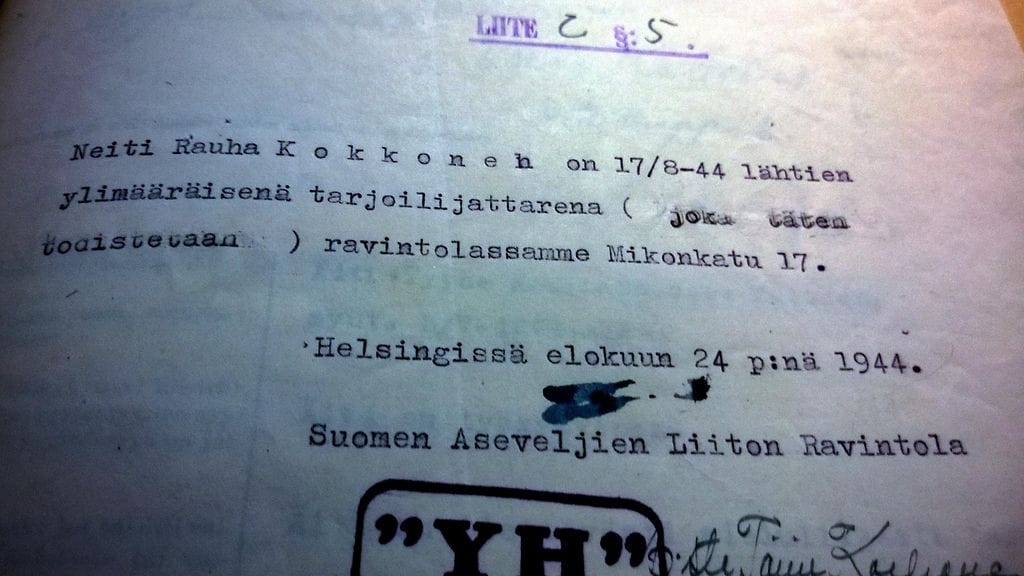 LIITE 2 §:5.
Neiti Rauha K o k k o n e n on 17/8-44 lähtien
ylimääräisenä tarjoilijattarena ( joka täten
todistetaan ) ravintolassamme Mikonkatu 17.
Helsingissä elokuun 24 p:nä 1944.
Suomen Aseveljien Liiton Ravintola
"YH"